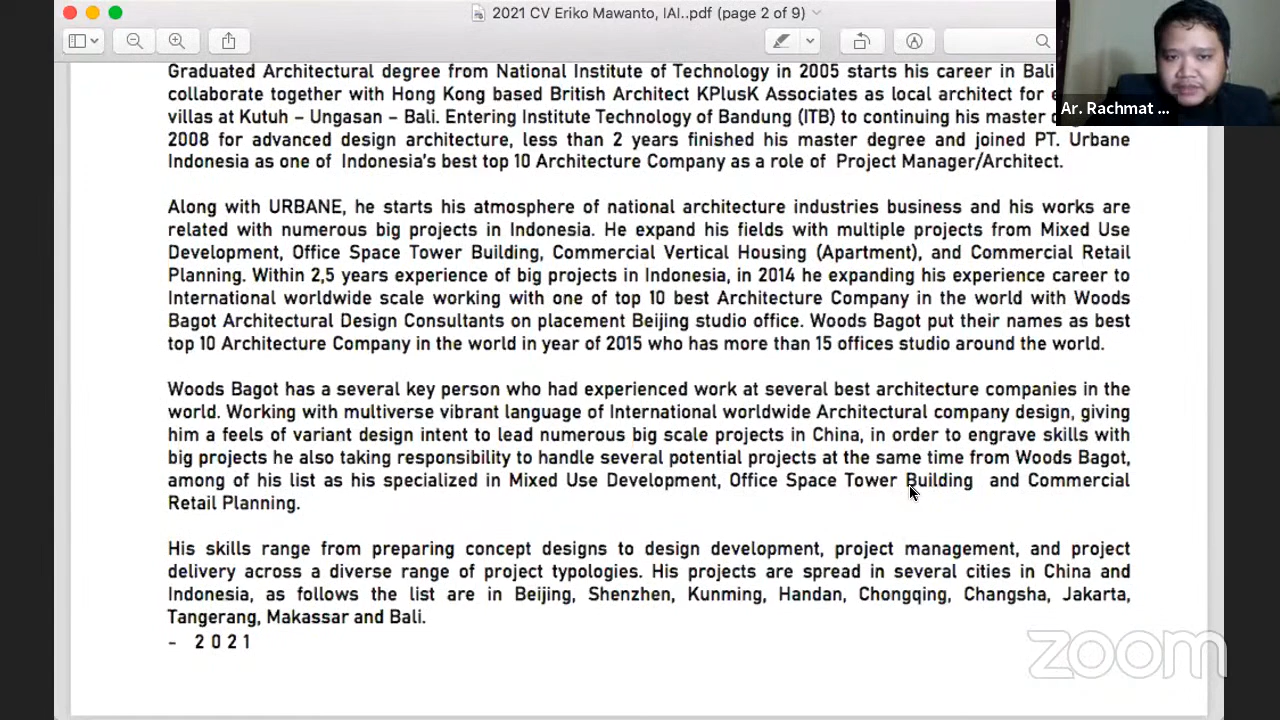 2021 CV Eriko Mawanto, IAI..pdf (page 2 of 9)
Ar. Rachmat ...
Graduated Architectural degree from National Institute of Technology in 2005 starts his career in Bali
collaborate together with Hong Kong based British Architect KPlusK Associates as local architect for
villas at Kutuh – Ungasan – Bali. Entering Institute Technology of Bandung (ITB) to continuing his master
2008 for advanced design architecture, less than 2 years finished his master degree and joined PT. Urbane
Indonesia as one of Indonesia's best top 10 Architecture Company as a role of Project Manager/Architect.
Along with URBANE, he starts his atmosphere of national architecture industries business and his works are
related with numerous big projects in Indonesia. He expand his fields with multiple projects from Mixed Use
Development, Office Space Tower Building, Commercial Vertical Housing (Apartment), and Commercial Retail
Planning. Within 2,5 years experience of big projects in Indonesia, in 2014 he expanding his experience career to
International worldwide scale working with one of top 10 best Architecture Company in the world with Woods
Bagot Architectural Design Consultants on placement Beijing studio office. Woods Bagot put their names as best
top 10 Architecture Company in the world in year of 2015 who has more than 15 offices studio around the world.
Woods Bagot has a several key person who had experienced work at several best architecture companies in the
world. Working with multiverse vibrant language of International worldwide Architectural company design, giving
him a feels of variant design intent to lead numerous big scale projects in China, in order to engrave skills with
big projects he also taking responsibility to handle several potential projects at the same time from Woods Bagot,
among of his list as his specialized in Mixed Use Development, Office Space Tower Building and Commercial
Retail Planning.
His skills range from preparing concept designs to design development, project management, and project
delivery across a diverse range of project typologies. His projects are spread in several cities in China and
Indonesia, as follows the list are in Beijing, Shenzhen, Kunming, Handan, Chongqing, Changsha, Jakarta,
Tangerang, Makassar and Bali.
- 2021
zoom